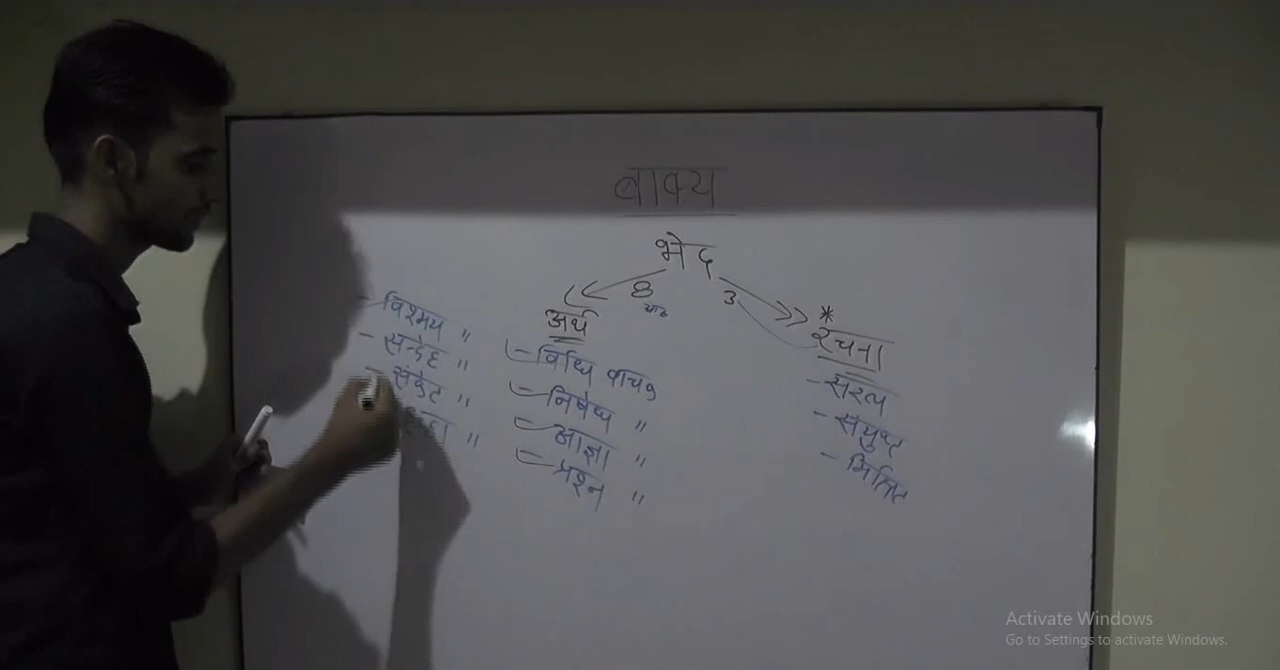 वाक्य
भेद
8
3
*
अर्थ
रचना
विधि वाचक
निषेध "
आज्ञा "
प्रश्न "
विश्मय "
सन्देह "
संकेत "
"
सरल
संयुक्त
मिश्रित
Activate Windows
Go to Settings to activate Windows.